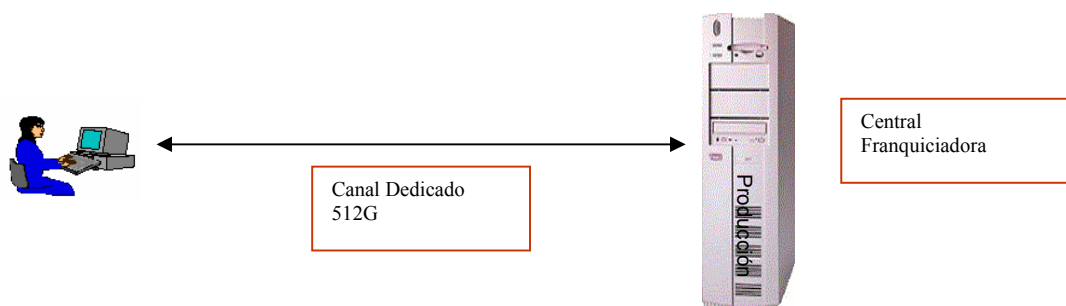 Canal Dedicado
512G
Producción
Central
Franquiciadora